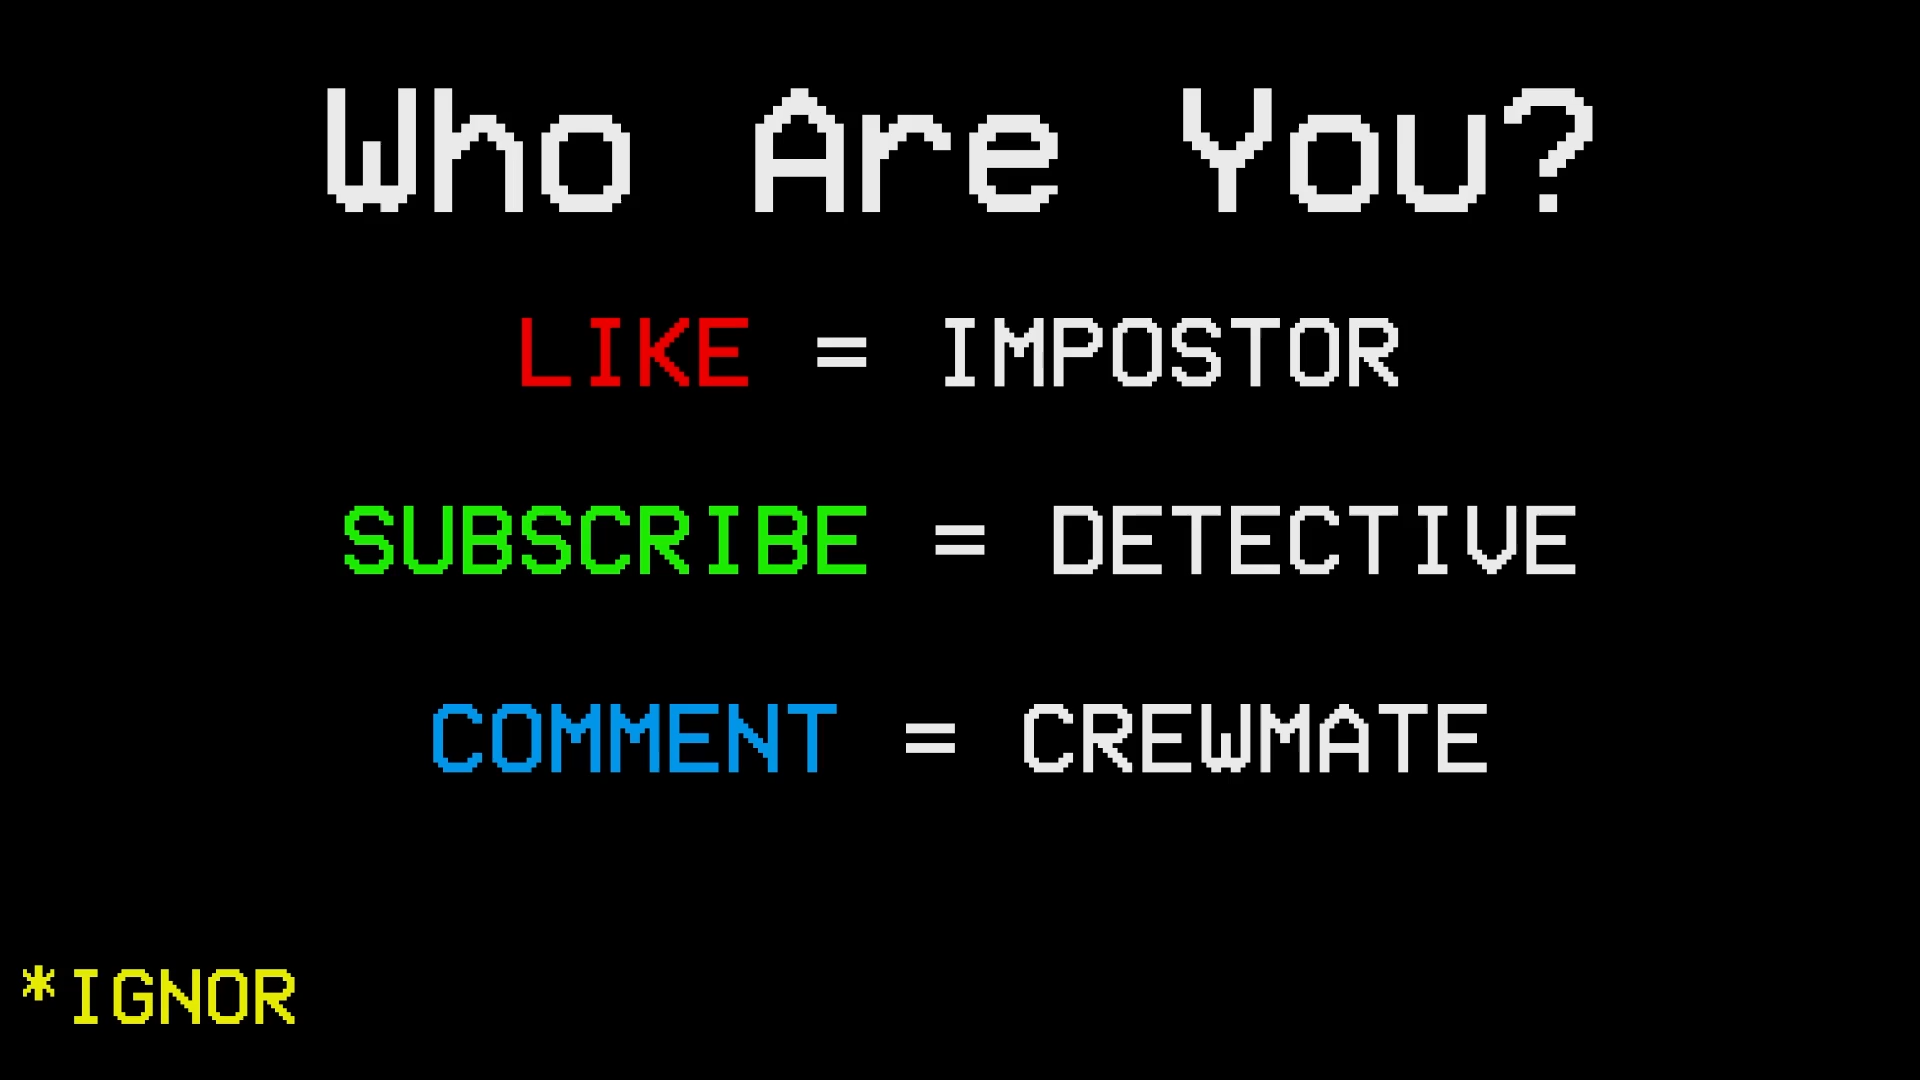 Who Are You?
LIKE = IMPOSTOR
SUBSCRIBE = DETECTIVE
COMMENT = CREWMATE
*IGNOR